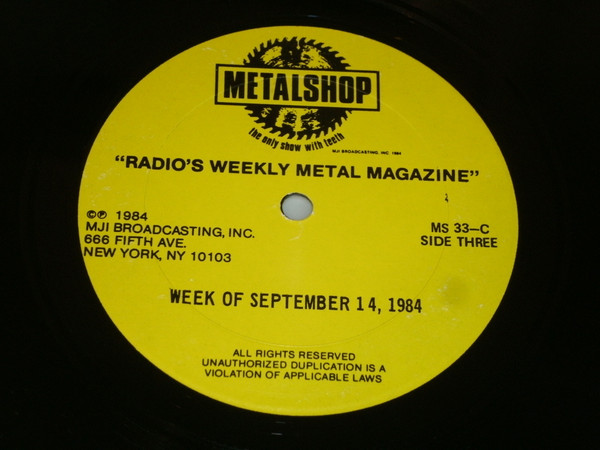 METALSHOP
the only show with teeth
MJI BROADCASTING, INC. 1984
"RADIO'S WEEKLY METAL MAGAZINE"
©℗ 1984
MJI BROADCASTING, INC.
666 FIFTH AVE.
NEW YORK, NY 10103
MS 33-C
SIDE THREE
WEEK OF SEPTEMBER 14, 1984
ALL RIGHTS RESERVED
UNAUTHORIZED DUPLICATION IS A
VIOLATION OF APPLICABLE LAWS